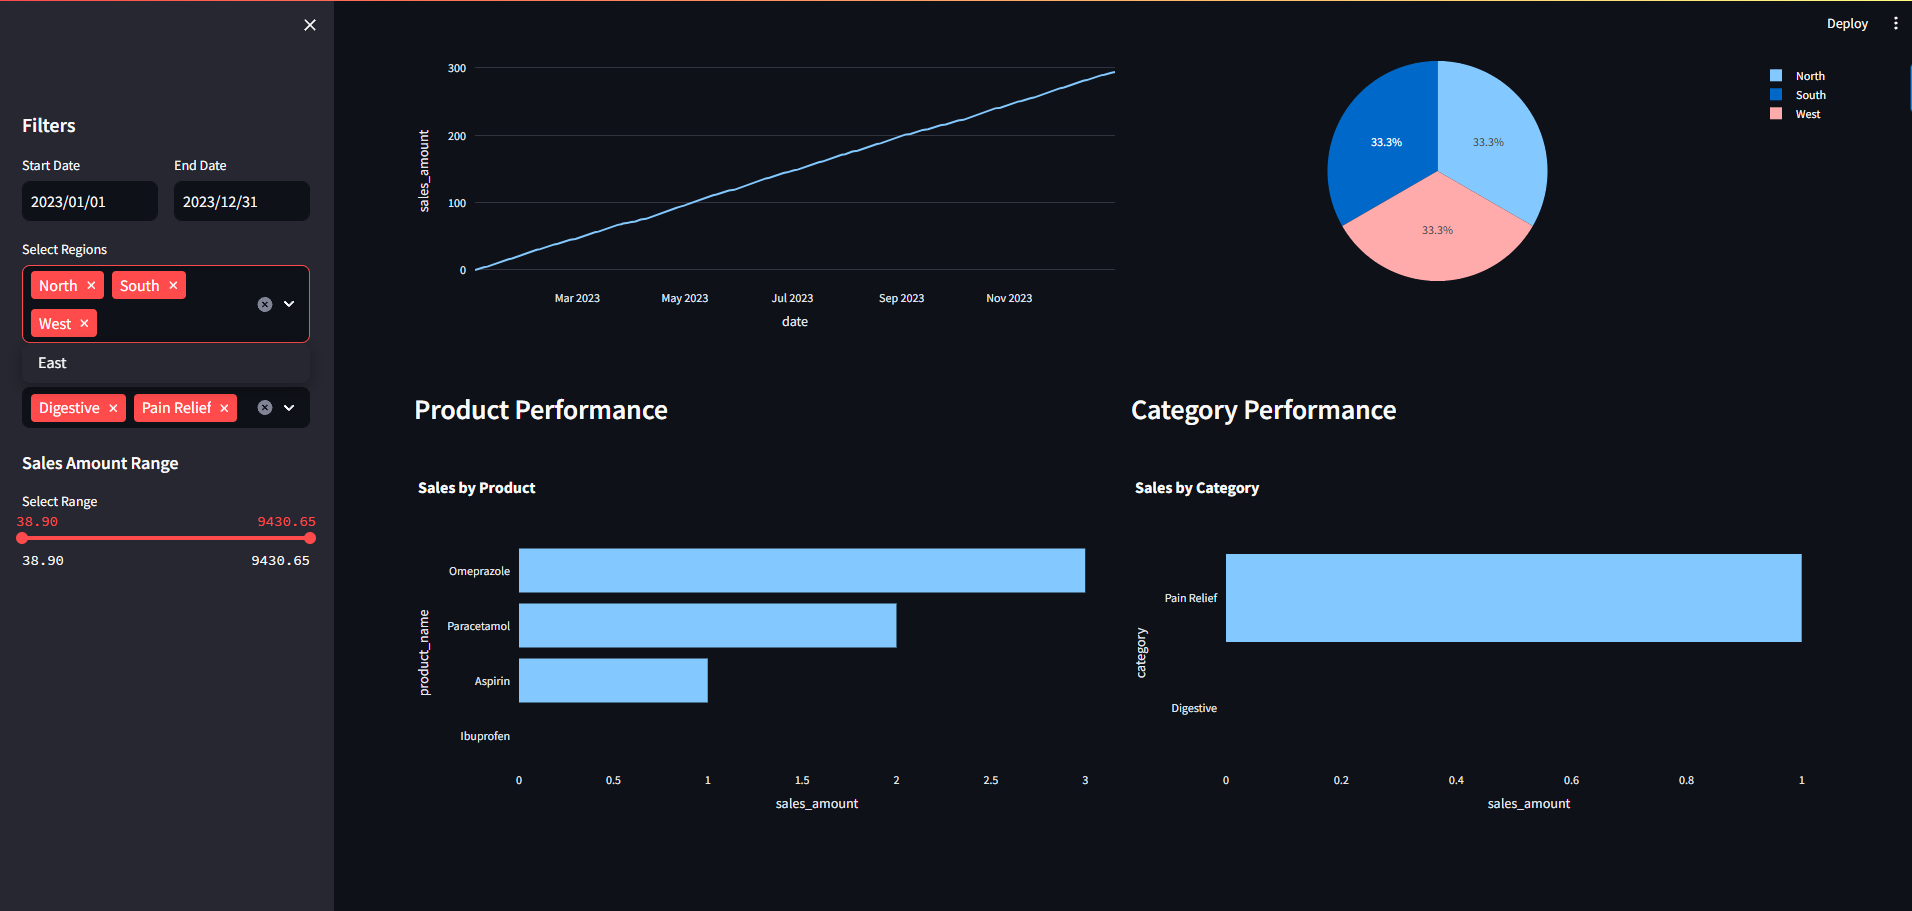 Deploy
Filters
Start Date End Date
2023/01/01 2023/12/31
Select Regions
North South
West
East
Digestive Pain Relief
Sales Amount Range
Select Range
38.90 9430.65
38.90 9430.65
300
200
100
0
sales_amount
Mar 2023 May 2023 Jul 2023 Sep 2023 Nov 2023
date
33.3% 33.3%
33.3%
North
South
West
Product Performance
Sales by Product
product_name
Omeprazole
Paracetamol
Aspirin
Ibuprofen
0 0.5 1 1.5 2 2.5 3
sales_amount
Category Performance
Sales by Category
category
Pain Relief
Digestive
0 0.2 0.4 0.6 0.8 1
sales_amount